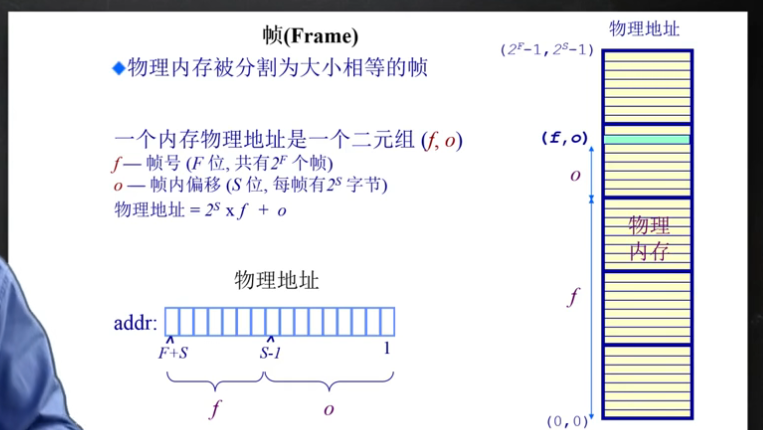 帧(Frame)
物理内存被分割为大小相等的帧
一个内存物理地址是一个二元组 (f, o)
f — 帧号 (F 位, 共有2^F 个帧)
o — 帧内偏移 (S 位, 每帧有2^S 字节)
物理地址 = 2^S x f + o
物理地址
addr:
F+S S-1 1
f o
物理地址
(2^F-1,2^S-1)
(f,o)
o
物理
内存
f
(0,0)